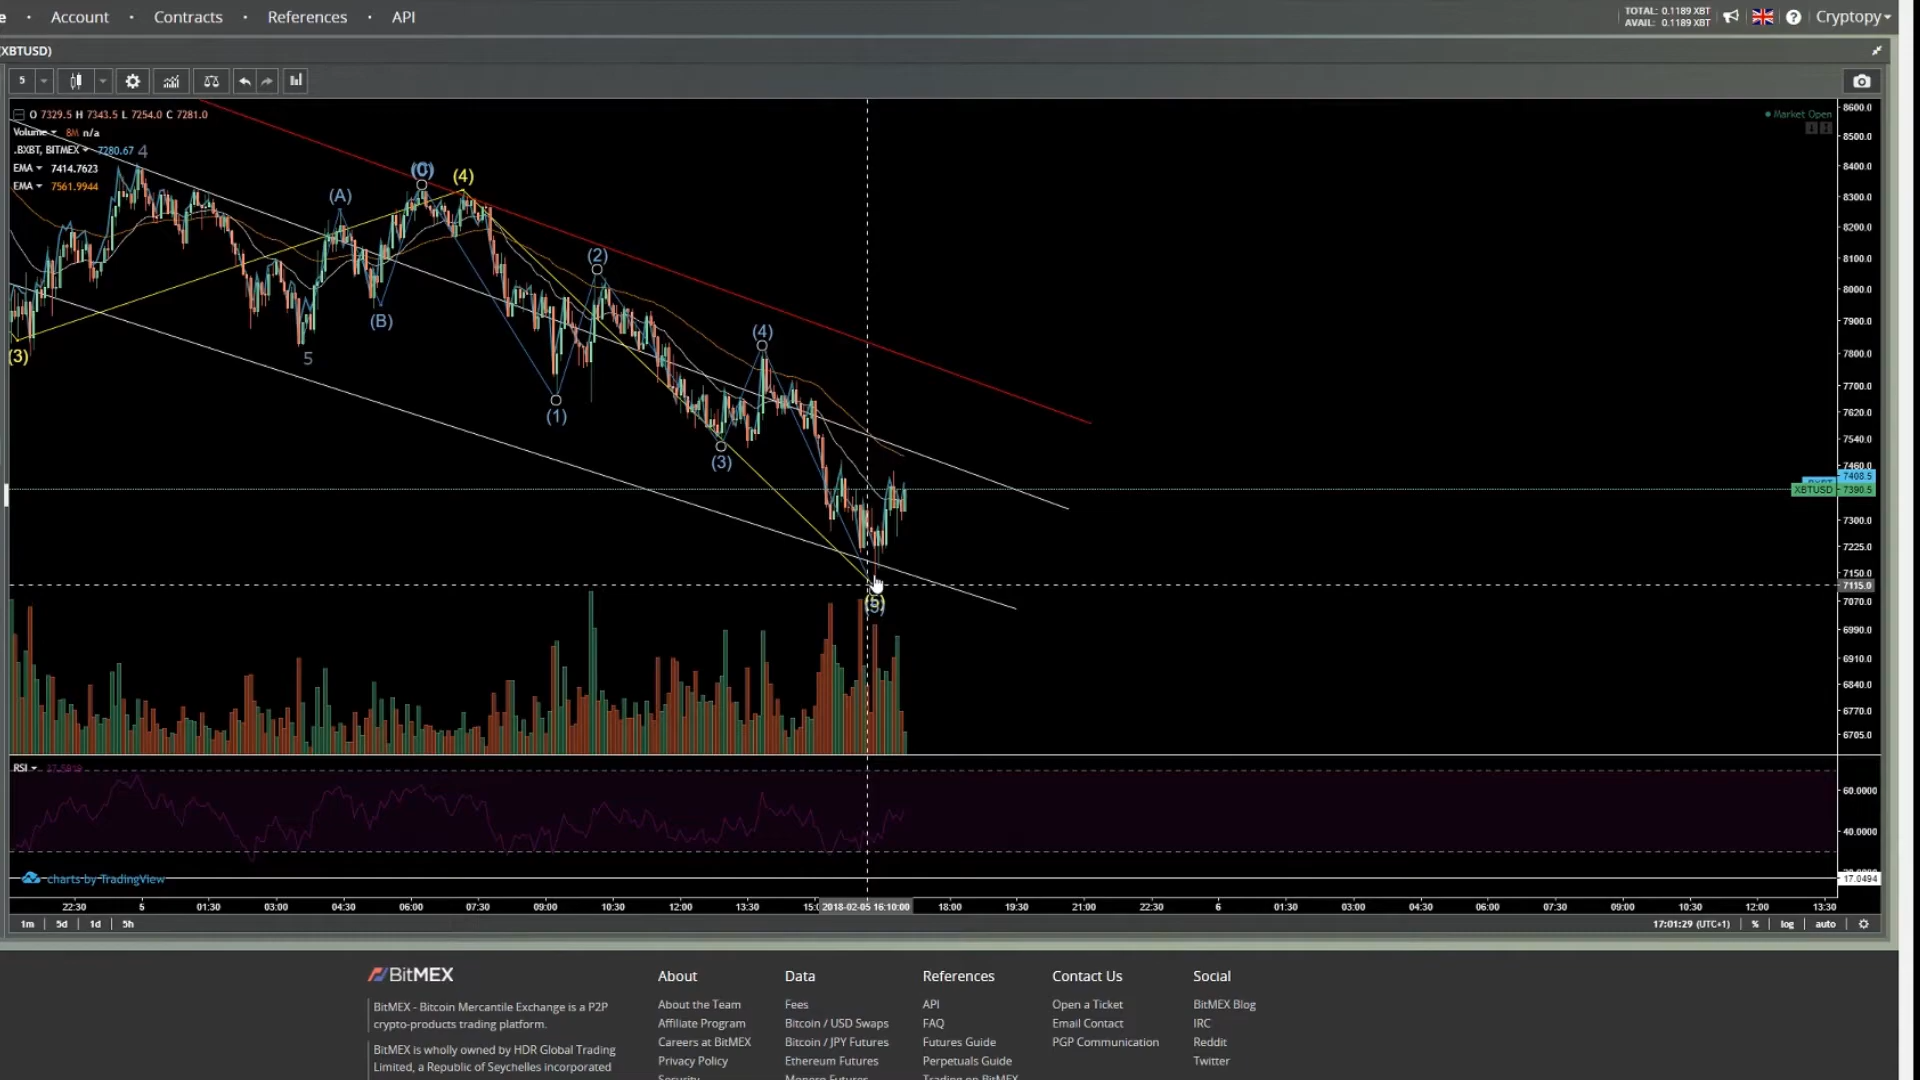 e · Account · Contracts · References · API
TOTAL: 0.1189 XBT
AVAIL: 0.1189 XBT
Cryptopy
(XBTUSD)
5
O 7329.5 H 7343.5 L 7254.0 C 7281.0
Volume 8M n/a
.BXBT, BITMEX 7280.67
EMA 7414.7623
EMA 7561.9944
Market Open
4
(A)
(4)
(B)
(3)
5
(2)
(1)
(4)
(3)
(5)
8600.0
8500.0
8400.0
8300.0
8200.0
8100.0
8000.0
7900.0
7800.0
7700.0
7620.0
7540.0
7460.0
7408.5
XBTUSD 7390.5
7300.0
7225.0
7150.0
7115.0
7070.0
6990.0
6910.0
6840.0
6770.0
6705.0
RSI
60.0000
40.0000
17.0494
charts by TradingView
22:30 5 01:30 03:00 04:30 06:00 07:30 09:00 10:30 12:00 13:30 15:0 2018-02-05 16:10:00 18:00 19:30 21:00 22:30 6 01:30 03:00 04:30 06:00 07:30 09:00 10:30 12:00 13:30
1m 5d 1d 5h
17:01:29 (UTC+1) % log auto
BitMEX
BitMEX - Bitcoin Mercantile Exchange is a P2P
crypto-products trading platform.
BitMEX is wholly owned by HDR Global Trading
Limited, a Republic of Seychelles incorporated
About
About the Team
Affiliate Program
Careers at BitMEX
Privacy Policy
Security
Data
Fees
Bitcoin / USD Swaps
Bitcoin / JPY Futures
Ethereum Futures
Monero Futures
References
API
FAQ
Futures Guide
Perpetuals Guide
Trading on BitMEX
Contact Us
Open a Ticket
Email Contact
PGP Communication
Social
BitMEX Blog
IRC
Reddit
Twitter